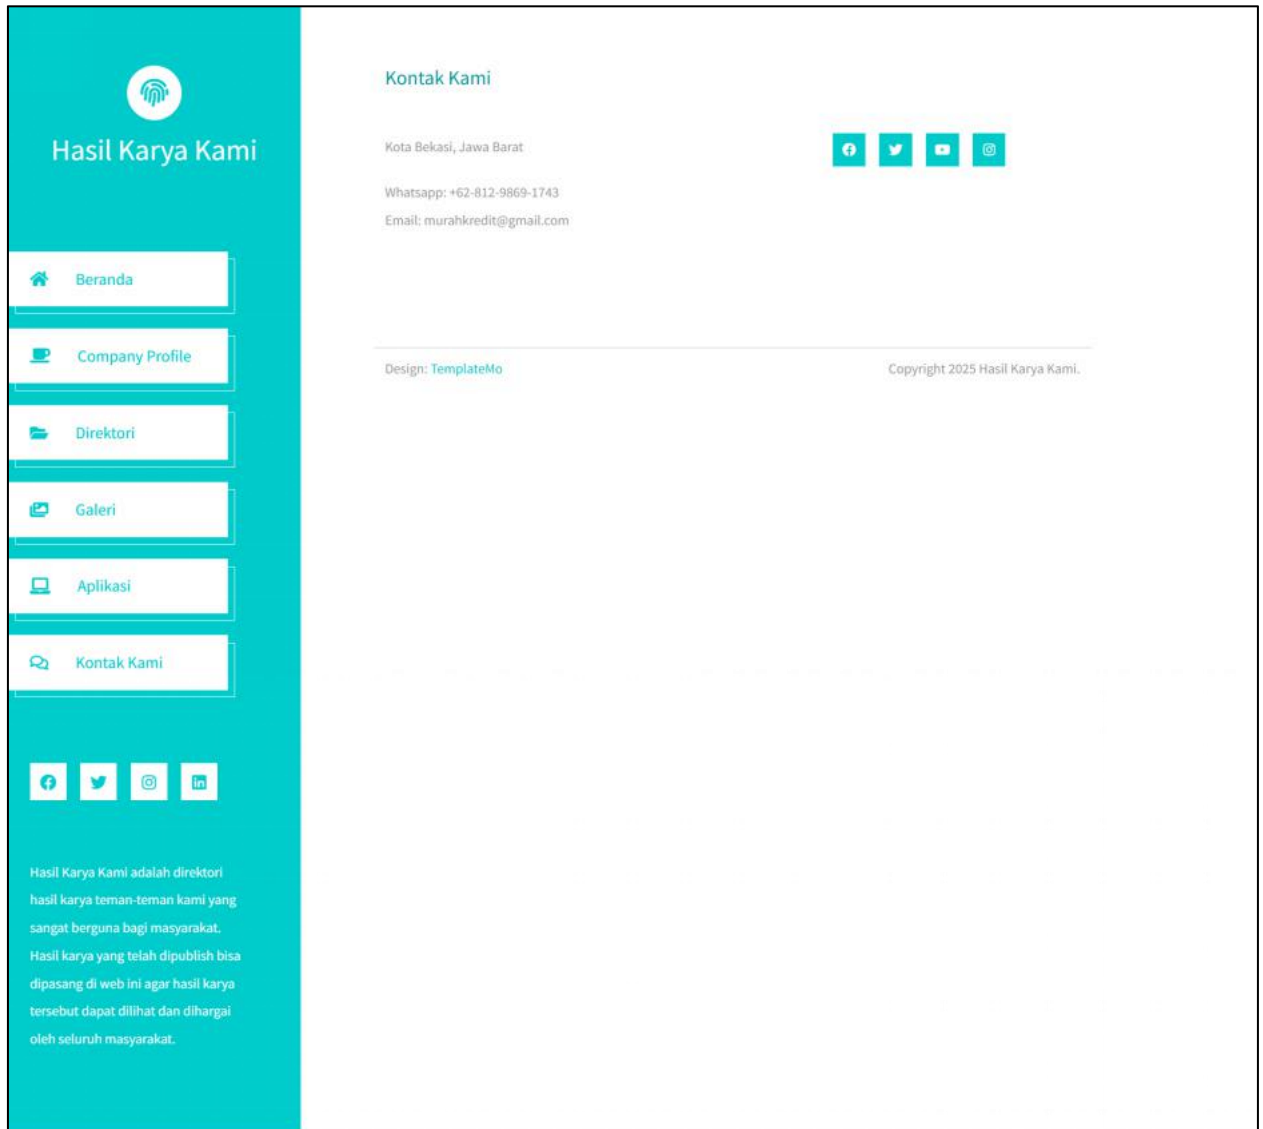 Hasil Karya Kami
Beranda
Company Profile
Direktori
Galeri
Aplikasi
Kontak Kami
Hasil Karya Kami adalah direktori
hasil karya teman-teman kami yang
sangat berguna bagi masyarakat.
Hasil karya yang telah dipublish bisa
dipasang di web ini agar hasil karya
tersebut dapat dilihat dan dihargai
oleh seluruh masyarakat.
Kontak Kami
Kota Bekasi, Jawa Barat
Whatsapp: +62-812-9869-1743
Email: murahkredit@gmail.com
Design: TemplateMo
Copyright 2025 Hasil Karya Kami.